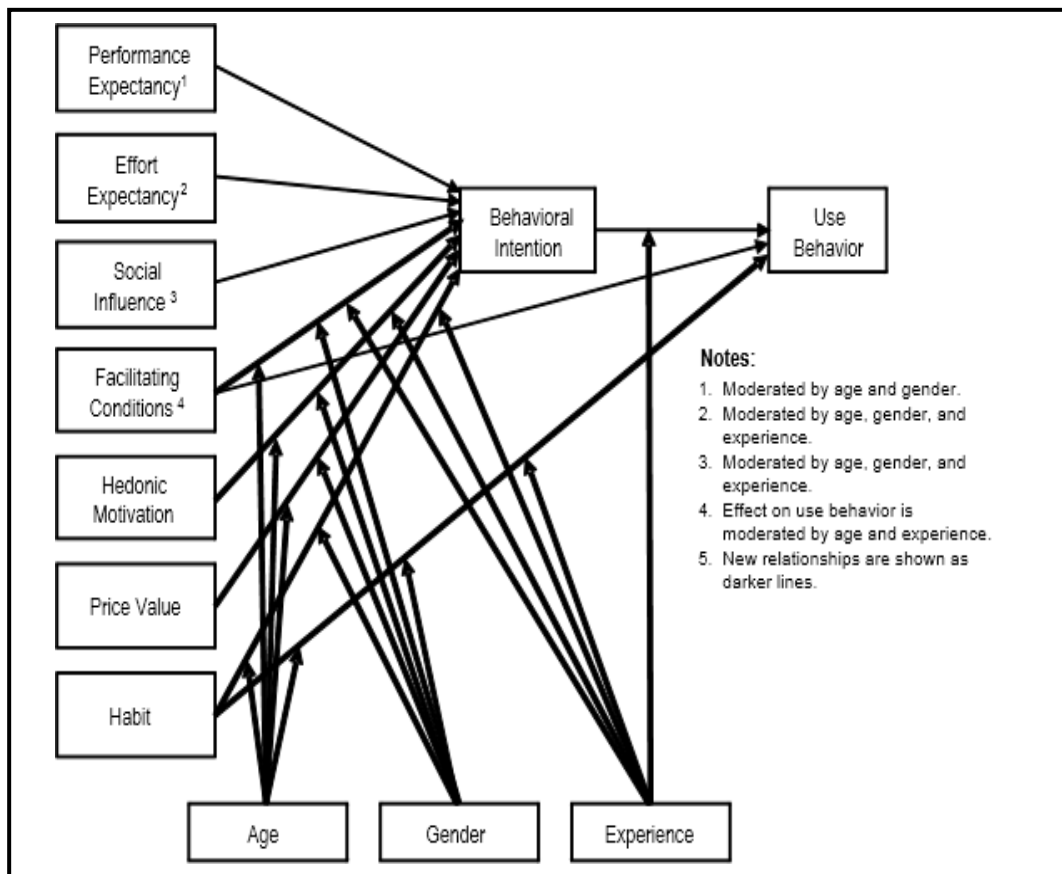 Performance
Expectancy¹
Effort
Expectancy²
Social
Influence ³
Facilitating
Conditions ⁴
Hedonic
Motivation
Price Value
Habit
Behavioral
Intention
Use
Behavior
Notes:
1. Moderated by age and gender.
2. Moderated by age, gender, and
experience.
3. Moderated by age, gender, and
experience.
4. Effect on use behavior is
moderated by age and experience.
5. New relationships are shown as
darker lines.
Age
Gender
Experience